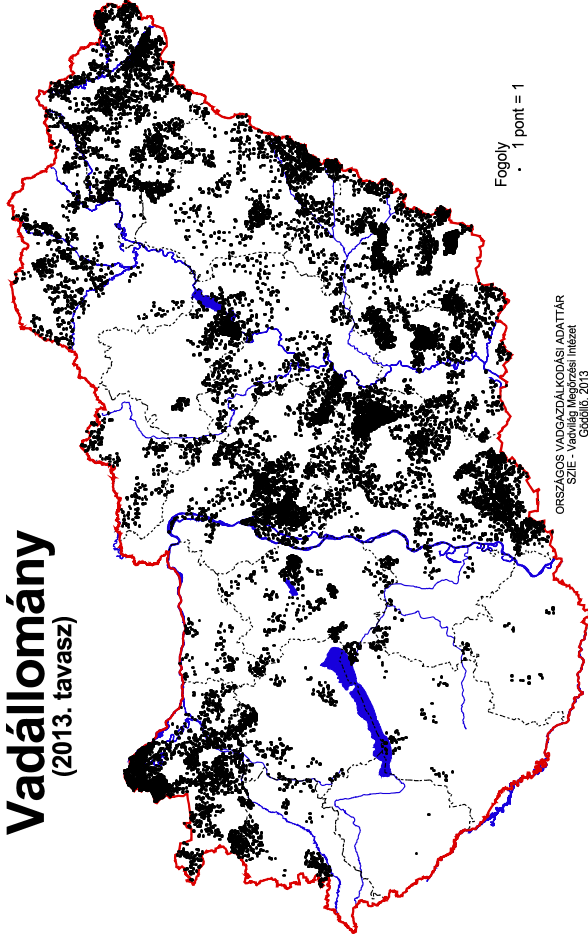 Vadállomány
(2013. tavasz)
Fogoly
1 pont = 1
ORSZÁGOS VADGAZDÁLKODÁSI ADATTÁR
SZIE - Vadvilág Megőrzési Intézet
Gödöllő, 2013